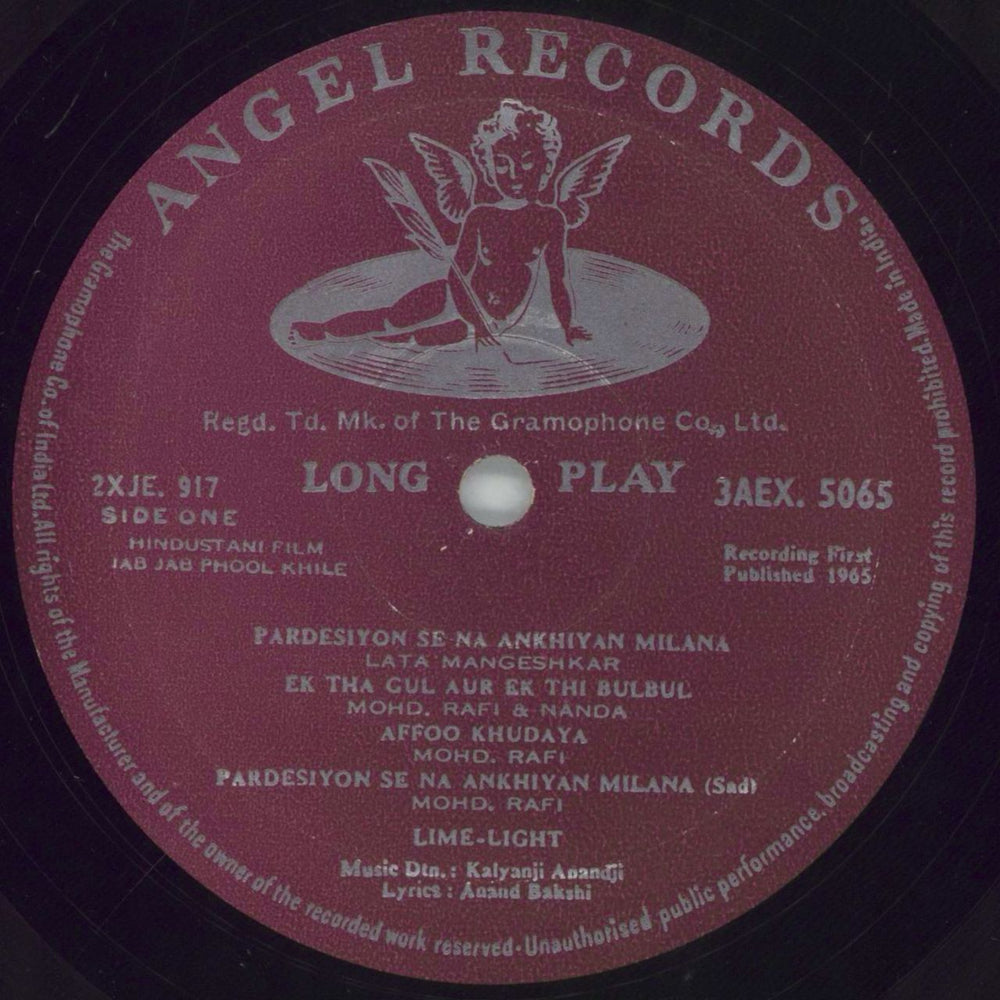 ANGEL RECORDS
Regd. Td. Mk. of The Gramophone Co., Ltd.
LONG PLAY
2XJE. 917
SIDE ONE
3AEX. 5065
HINDUSTANI FILM
JAB JAB PHOOL KHILE
Recording First
Published 1965
PARDESIYON SE NA ANKHIYAN MILANA
LATA MANGESHKAR
EK THA GUL AUR EK THI BULBUL
MOHD. RAFI & NANDA
AFFOO KHUDAYA
MOHD. RAFI
PARDESIYON SE NA ANKHIYAN MILANA (Sad)
MOHD. RAFI
LIME-LIGHT
Music Dtn. : Kalyanji Anandji
Lyrics : Anand Bakshi
The Gramophone Co. of India Ltd. All rights of the Manufacturer and of the owner of the recorded work reserved · Unauthorised public performance, broadcasting and copying of this record prohibited. Made in India.